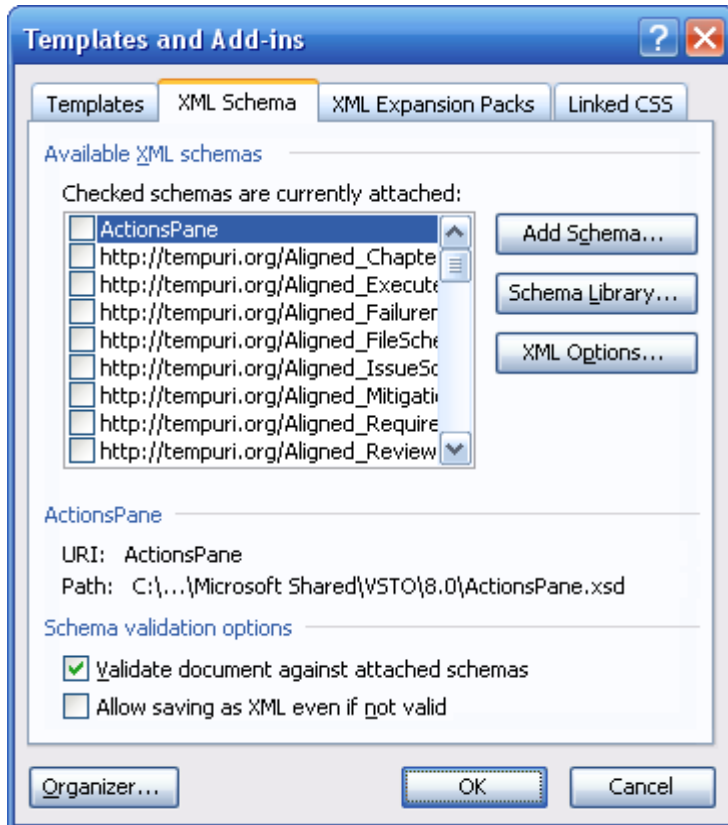 Templates and Add-ins
Templates XML Schema XML Expansion Packs Linked CSS
Available XML schemas
Checked schemas are currently attached:
ActionsPane
http://tempuri.org/Aligned_Chapte
http://tempuri.org/Aligned_Execute
http://tempuri.org/Aligned_Failurer
http://tempuri.org/Aligned_FileSche
http://tempuri.org/Aligned_IssueSc
http://tempuri.org/Aligned_Mitigati
http://tempuri.org/Aligned_Require
http://tempuri.org/Aligned_Review
Add Schema...
Schema Library...
XML Options...
ActionsPane
URI: ActionsPane
Path: C:\...\Microsoft Shared\VSTO\8.0\ActionsPane.xsd
Schema validation options
Validate document against attached schemas
Allow saving as XML even if not valid
Organizer... OK Cancel